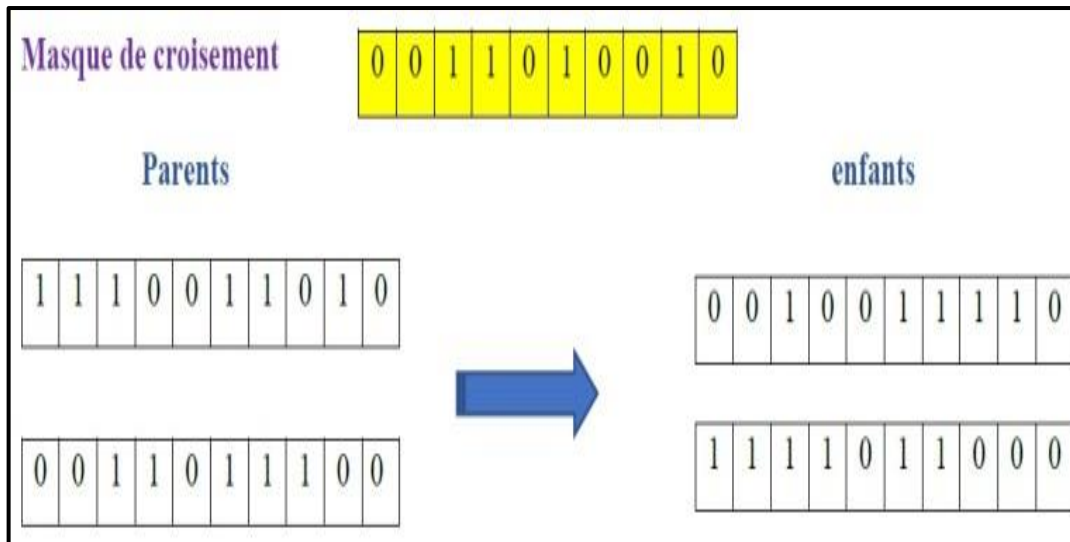 Masque de croisement
0 0 1 1 0 1 0 0 1 0
Parents
enfants
1 1 1 0 0 1 1 0 1 0
0 0 1 0 0 1 1 1 1 0
0 0 1 1 0 1 1 1 0 0
1 1 1 1 0 1 1 0 0 0